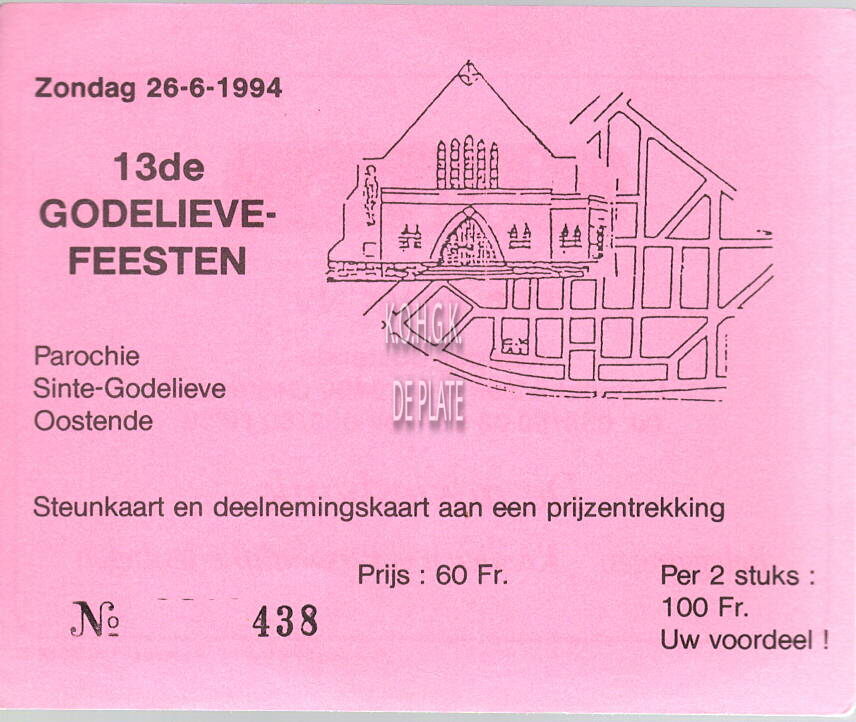 Zondag 26-6-1994
13de
GODELIEVE-
FEESTEN
Parochie
Sinte-Godelieve
Oostende
K.O.H.G.K.
DE PLATE
Steunkaart en deelnemingskaart aan een prijzentrekking
Prijs : 60 Fr.
Per 2 stuks :
100 Fr.
Uw voordeel !
№ 438